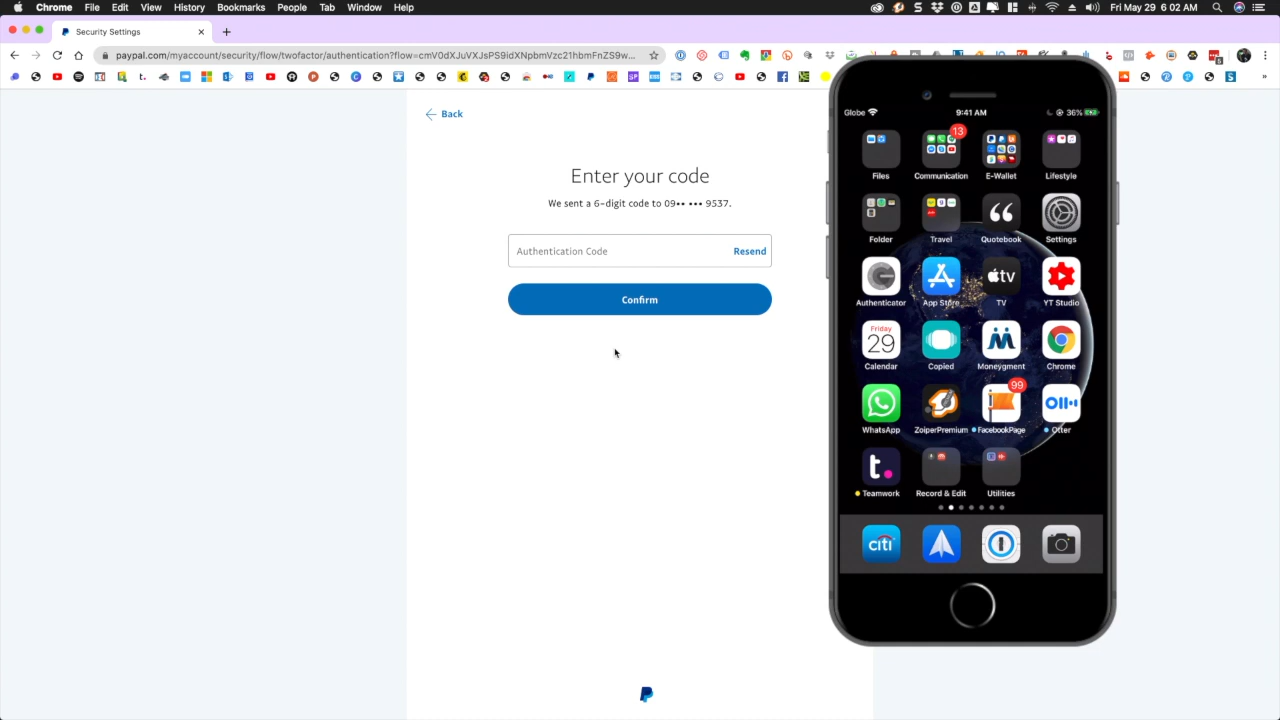 Chrome File Edit View History Bookmarks People Tab Window Help
Fri May 29 6:02 AM
Security Settings
paypal.com/myaccount/security/flow/twofactor/authentication?flow=cmV0dXJuVXJsPS9idXNpbmVzc21hbmFnZS9w...
Back
Enter your code
We sent a 6-digit code to 09•• ••• 9537.
Authentication Code Resend
Confirm
Globe 9:41 AM 36%
13
Files Communication E-Wallet Lifestyle
Folder Travel Quotebook Settings
tv
Authenticator App Store TV YT Studio
Friday
29
Calendar Copied Moneygment Chrome
99
WhatsApp ZoiperPremium FacebookPage Otter
t.
Teamwork Record & Edit Utilities
citi